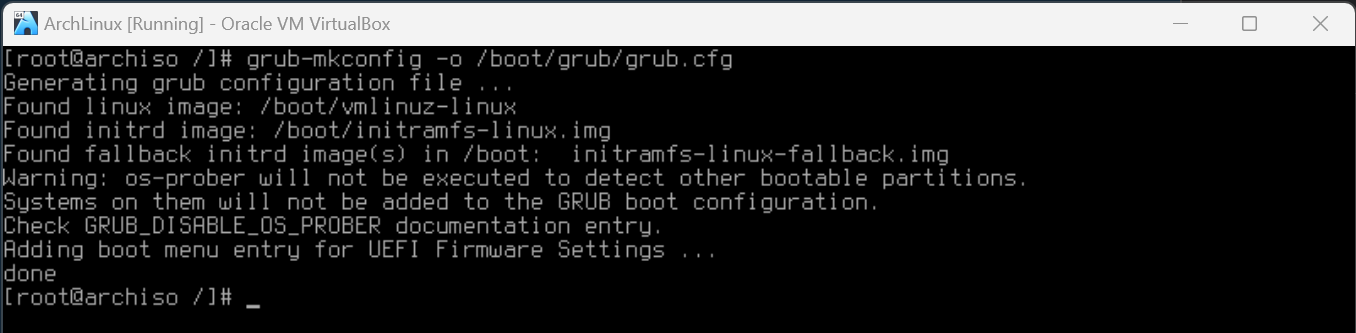 64
ArchLinux [Running] - Oracle VM VirtualBox
[root@archiso /]# grub-mkconfig -o /boot/grub/grub.cfg
Generating grub configuration file ...
Found linux image: /boot/vmlinuz-linux
Found initrd image: /boot/initramfs-linux.img
Found fallback initrd image(s) in /boot:  initramfs-linux-fallback.img
Warning: os-prober will not be executed to detect other bootable partitions.
Systems on them will not be added to the GRUB boot configuration.
Check GRUB_DISABLE_OS_PROBER documentation entry.
Adding boot menu entry for UEFI Firmware Settings ...
done
[root@archiso /]# _